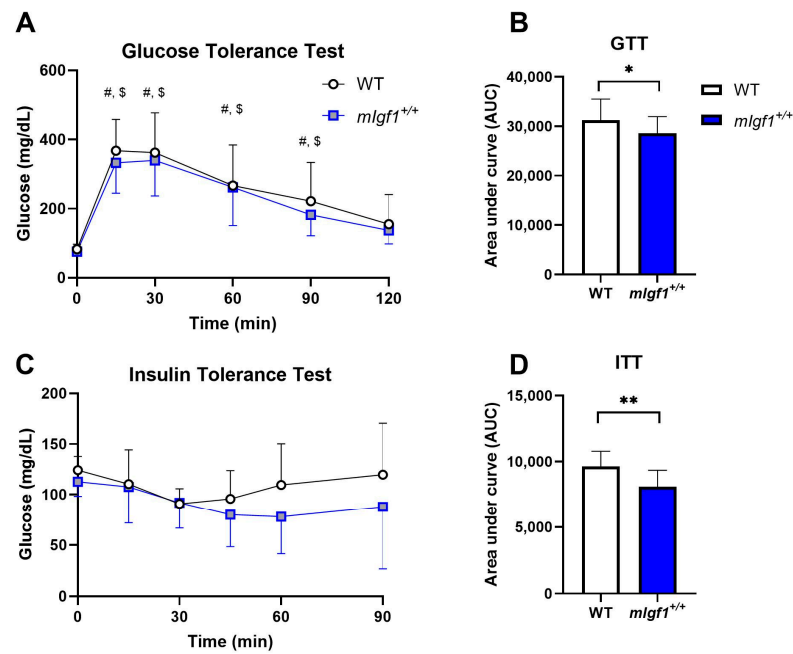 A
Glucose Tolerance Test
Glucose (mg/dL)
600
400
200
0
#, $
#, $
#, $
#, $
WT
mIgf1+/+
0
30
60
90
120
Time (min)
B
GTT
Area under curve (AUC)
40,000
30,000
20,000
10,000
0
*
WT
mIgf1+/+
WT
mIgf1+/+
C
Insulin Tolerance Test
Glucose (mg/dL)
200
150
100
50
0
0
30
60
90
Time (min)
D
ITT
Area under curve (AUC)
15,000
10,000
5,000
0
**
WT
mIgf1+/+